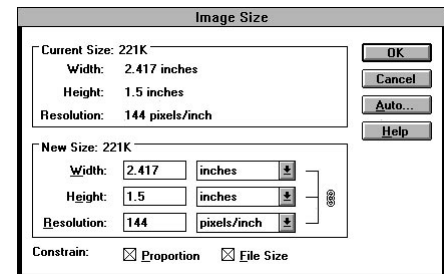 Image Size
Current Size: 221K
Width: 2.417 inches
Height: 1.5 inches
Resolution: 144 pixels/inch
OK
Cancel
Auto...
Help
New Size: 221K
Width: 2.417 inches
Height: 1.5 inches
Resolution: 144 pixels/inch
Constrain: Proportion File Size